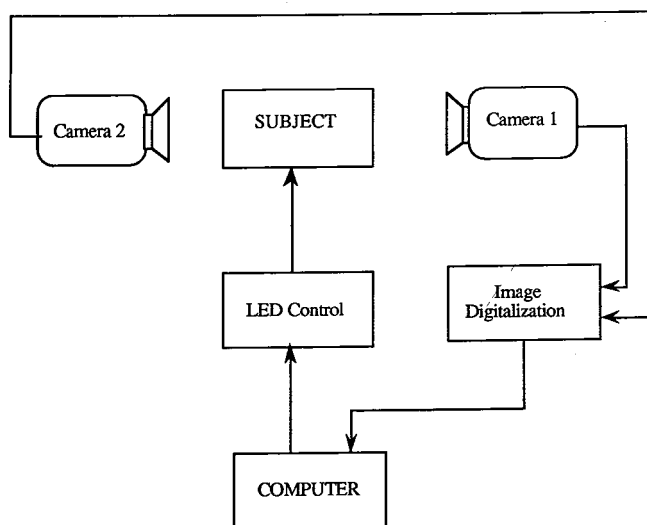 Camera 2
SUBJECT
Camera 1
LED Control
Image
Digitalization
COMPUTER